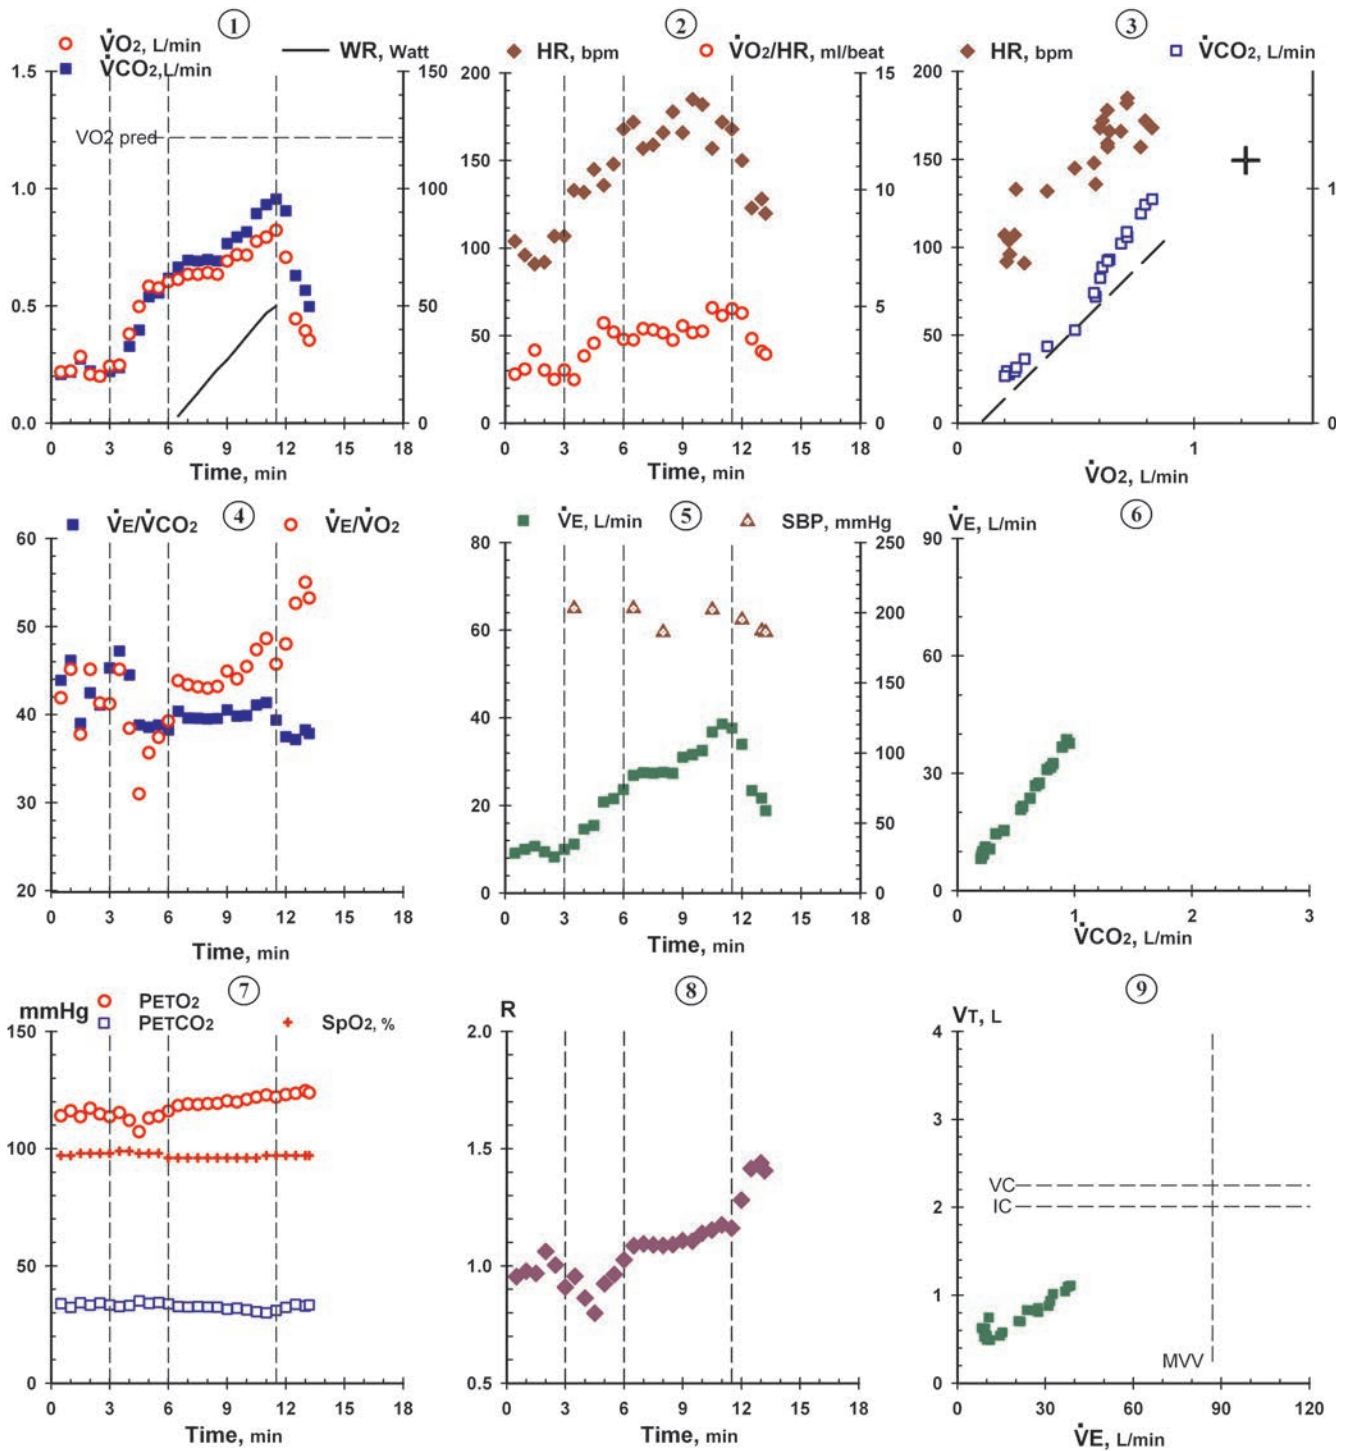 1
V̇O2, L/min
V̇CO2,L/min
WR, Watt
1.5 150
VO2 pred
1.0 100
0.5 50
0.0 0
0 3 6 9 12 15 18
Time, min
2
HR, bpm
V̇O2/HR, ml/beat
200 15
150 10
100
50 5
0 0
0 3 6 9 12 15 18
Time, min
3
HR, bpm
V̇CO2, L/min
200
150 1
100
50
0 0
0 1
V̇O2, L/min
4
V̇E/V̇CO2
V̇E/V̇O2
60
50
40
30
20
0 3 6 9 12 15 18
Time, min
5
V̇E, L/min
SBP, mmHg
80 250
60 200
150
40 100
20 50
0 0
0 3 6 9 12 15 18
Time, min
6
V̇E, L/min
90
60
30
0
0 1 2 3
V̇CO2, L/min
7
mmHg
PETO2
PETCO2
SpO2, %
150
100
50
0
0 3 6 9 12 15 18
Time, min
8
R
2.0
1.5
1.0
0.5
0 3 6 9 12 15 18
Time, min
9
VT, L
4
3
VC
2 IC
1
MVV
0
0 30 60 90 120
V̇E, L/min